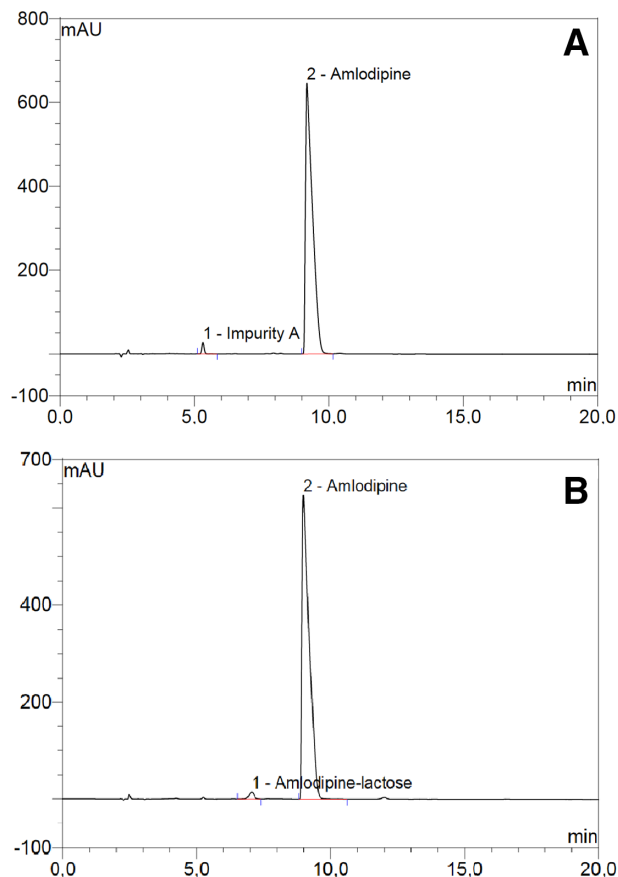 800
mAU
A
2 - Amlodipine
600
400
200
1 - Impurity A
-100
min
0.0 5.0 10.0 15.0 20.0
700
mAU
B
2 - Amlodipine
400
200
1 - Amlodipine-lactose
-100
min
0,0 5,0 10,0 15,0 20,0